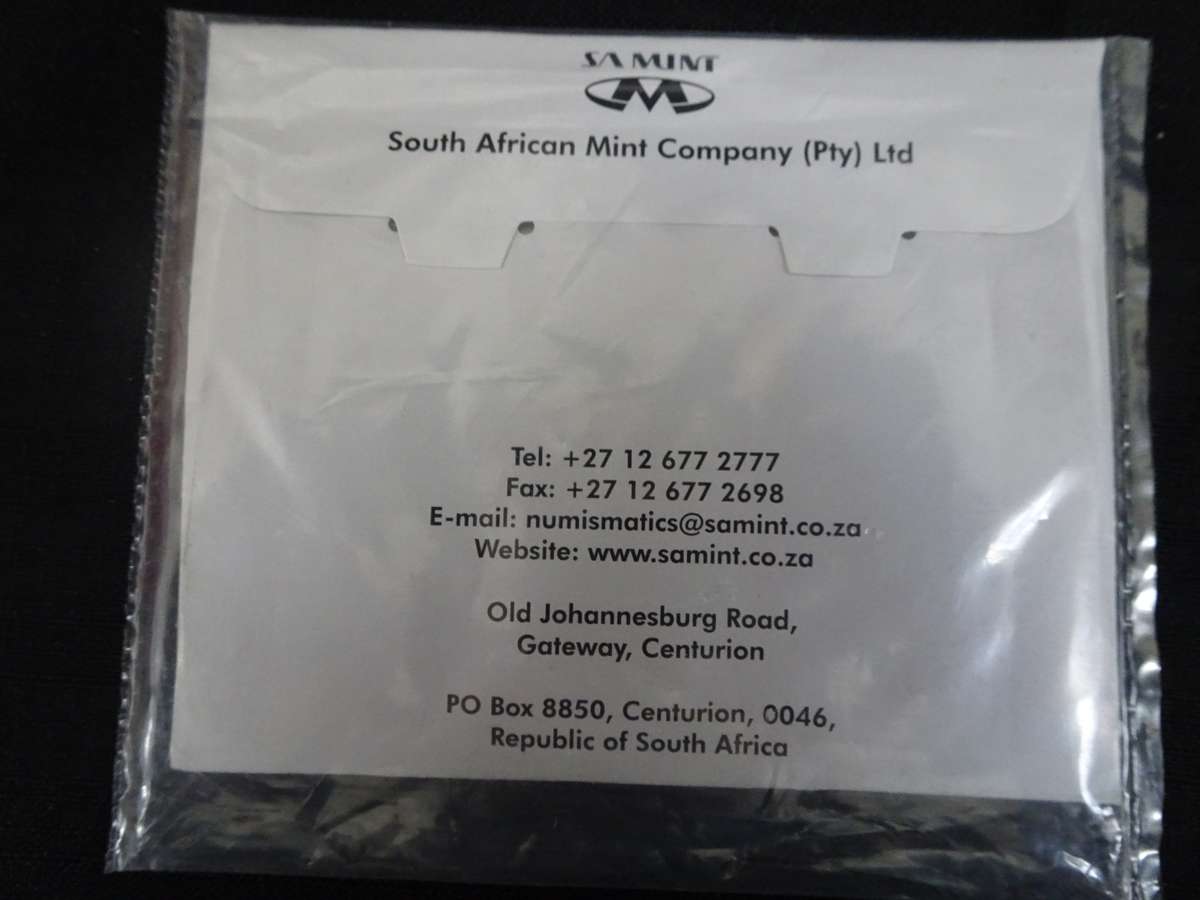 SA MINT
South African Mint Company (Pty) Ltd
Tel: +27 12 677 2777
Fax: +27 12 677 2698
E-mail: numismatics@samint.co.za
Website: www.samint.co.za
Old Johannesburg Road,
Gateway, Centurion
PO Box 8850, Centurion, 0046,
Republic of South Africa